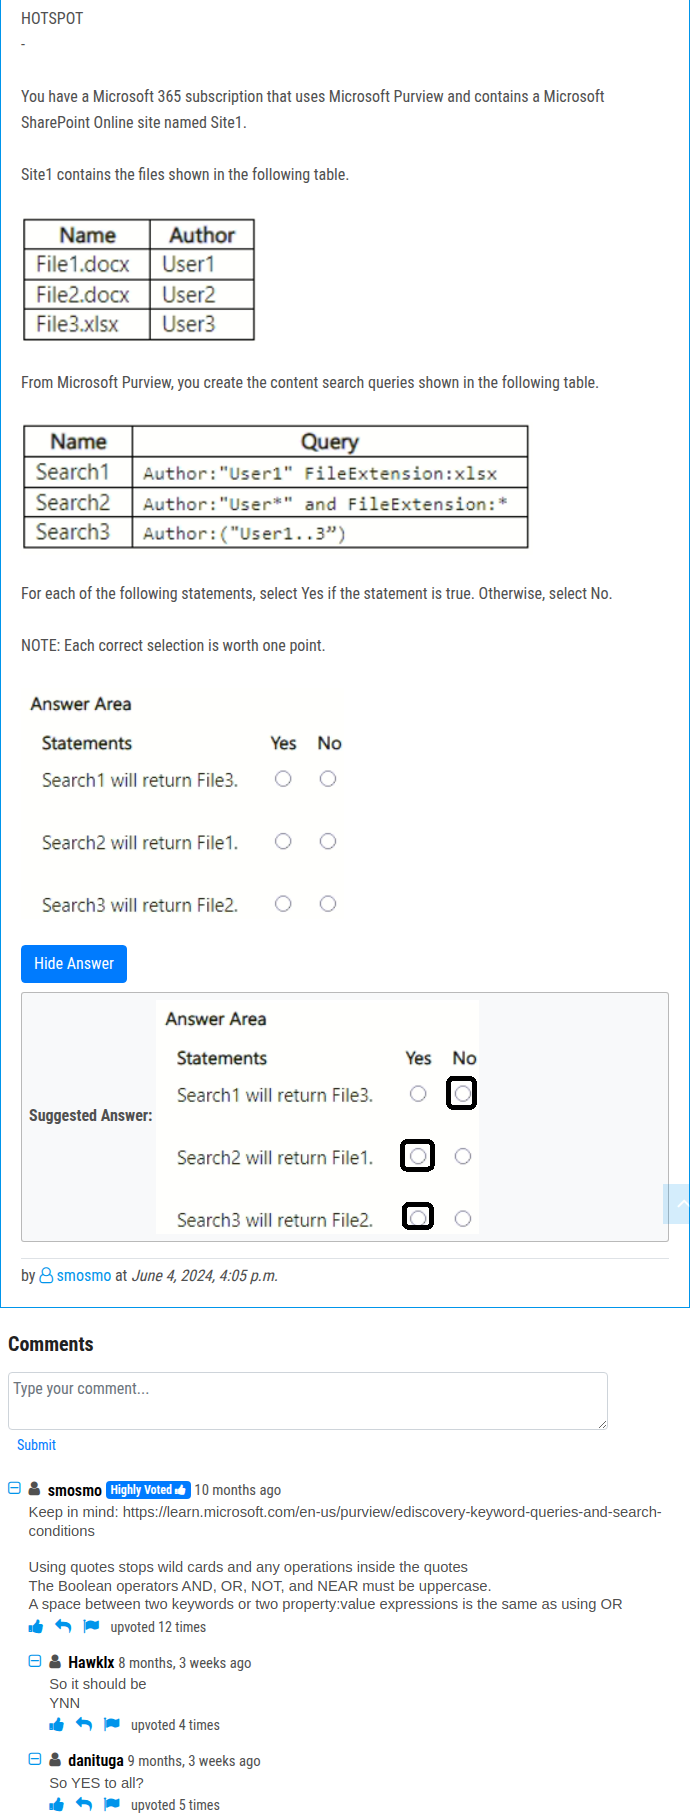 HOTSPOT
-
You have a Microsoft 365 subscription that uses Microsoft Purview and contains a Microsoft
SharePoint Online site named Site1.
Site1 contains the files shown in the following table.
Name Author
File1.docx User1
File2.docx User2
File3.xlsx User3
From Microsoft Purview, you create the content search queries shown in the following table.
Name Query
Search1 Author:"User1" FileExtension:xlsx
Search2 Author:"User*" and FileExtension:*
Search3 Author:("User1..3”)
For each of the following statements, select Yes if the statement is true. Otherwise, select No.
NOTE: Each correct selection is worth one point.
Answer Area
Statements Yes No
Search1 will return File3.
Search2 will return File1.
Search3 will return File2.
Hide Answer
Answer Area
Statements Yes No
Search1 will return File3.
Suggested Answer:
Search2 will return File1.
Search3 will return File2.
by smosmo at June 4, 2024, 4:05 p.m.
Comments
Type your comment...
Submit
smosmo Highly Voted 10 months ago
Keep in mind: https://learn.microsoft.com/en-us/purview/ediscovery-keyword-queries-and-search-
conditions
Using quotes stops wild cards and any operations inside the quotes
The Boolean operators AND, OR, NOT, and NEAR must be uppercase.
A space between two keywords or two property:value expressions is the same as using OR
upvoted 12 times
Hawklx 8 months, 3 weeks ago
So it should be
YNN
upvoted 4 times
danituga 9 months, 3 weeks ago
So YES to all?
upvoted 5 times